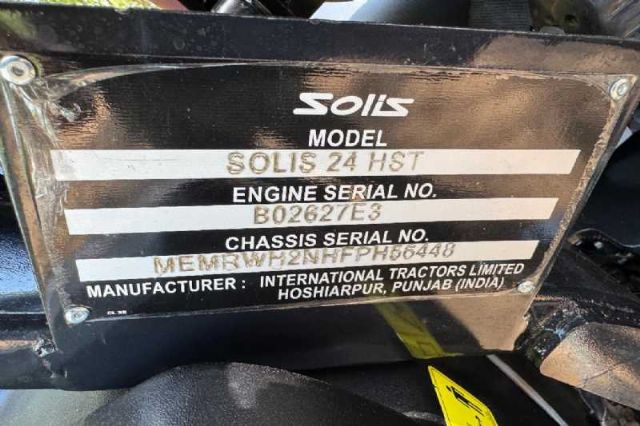 Solis
MODEL
SOLIS 24 HST
ENGINE SERIAL NO.
B02627E3
CHASSIS SERIAL NO.
MEMRWH2NHFPH56448
MANUFACTURER : INTERNATIONAL TRACTORS LIMITED
HOSHIARPUR, PUNJAB (INDIA)